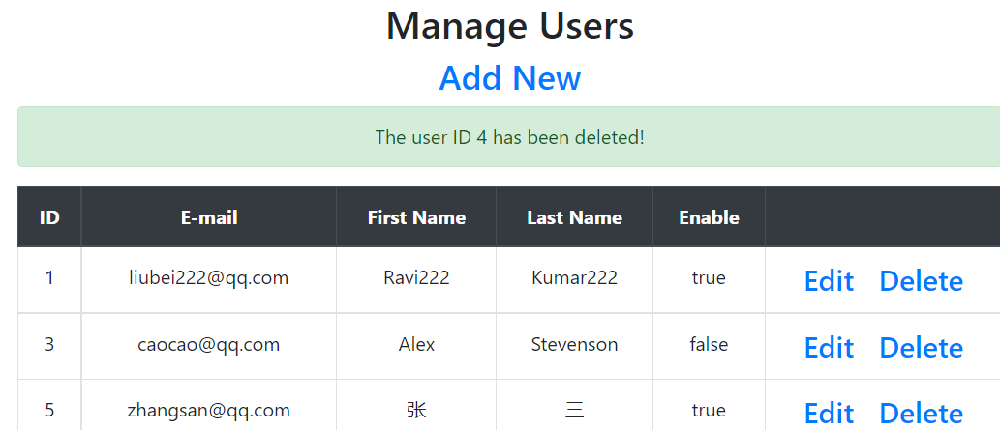 Manage Users
Add New
The user ID 4 has been deleted!
ID E-mail First Name Last Name Enable
1 liubei222@qq.com Ravi222 Kumar222 true Edit Delete
3 caocao@qq.com Alex Stevenson false Edit Delete
5 zhangsan@qq.com 张 三 true Edit Delete